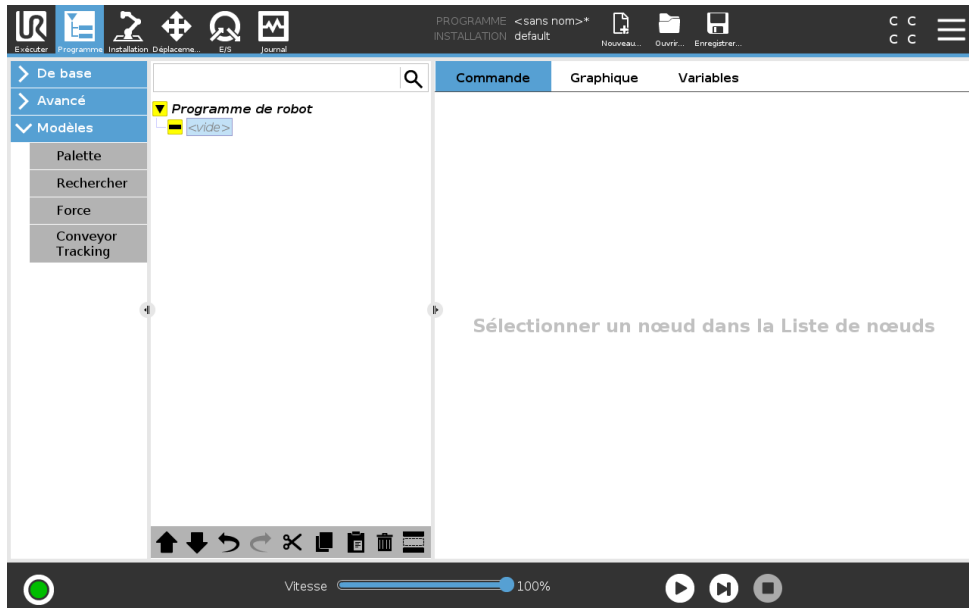 Exécuter Programme Installation Déplaceme... E/S Journal
PROGRAMME <sans nom>*
INSTALLATION default
Nouveau... Ouvrir... Enregistrer...
C C
C C
De base
Avancé
Modèles
Palette
Rechercher
Force
Conveyor
Tracking
Programme de robot
<vide>
Commande Graphique Variables
Sélectionner un nœud dans la Liste de nœuds
Vitesse 100%